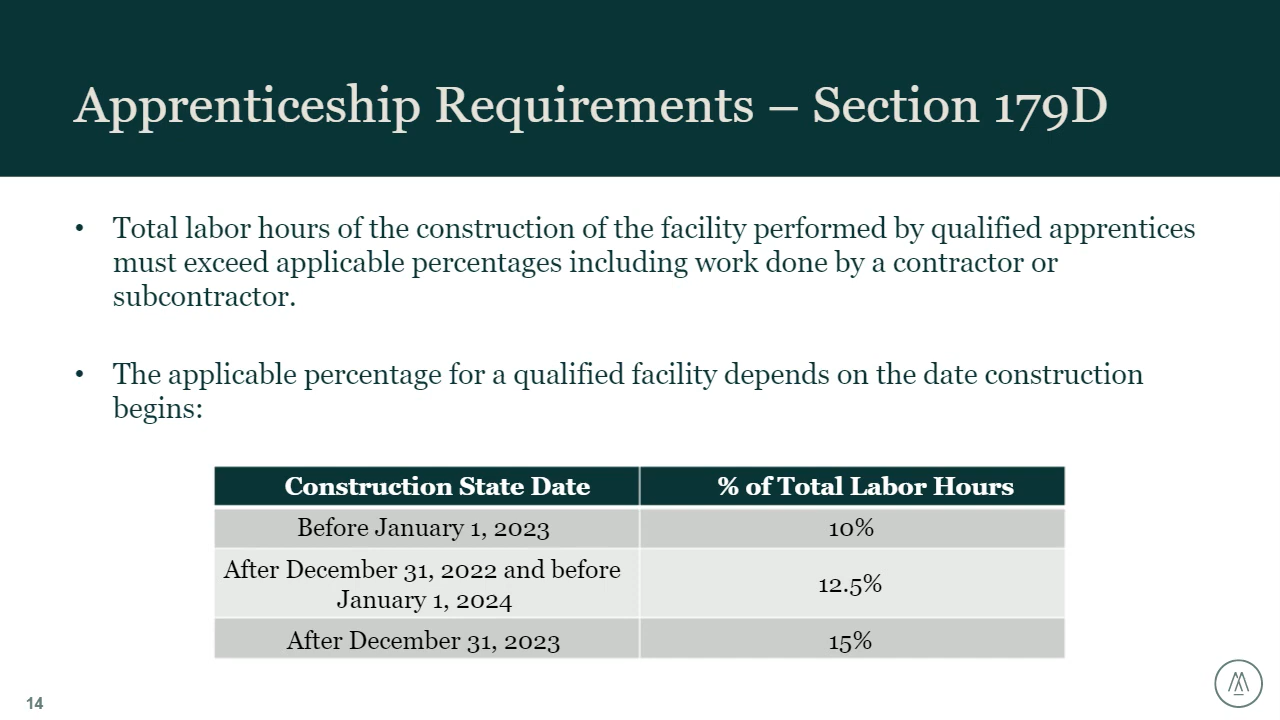 Apprenticeship Requirements – Section 179D
• Total labor hours of the construction of the facility performed by qualified apprentices
must exceed applicable percentages including work done by a contractor or
subcontractor.
• The applicable percentage for a qualified facility depends on the date construction
begins:
Construction State Date % of Total Labor Hours
Before January 1, 2023 10%
After December 31, 2022 and before
January 1, 2024 12.5%
After December 31, 2023 15%
14